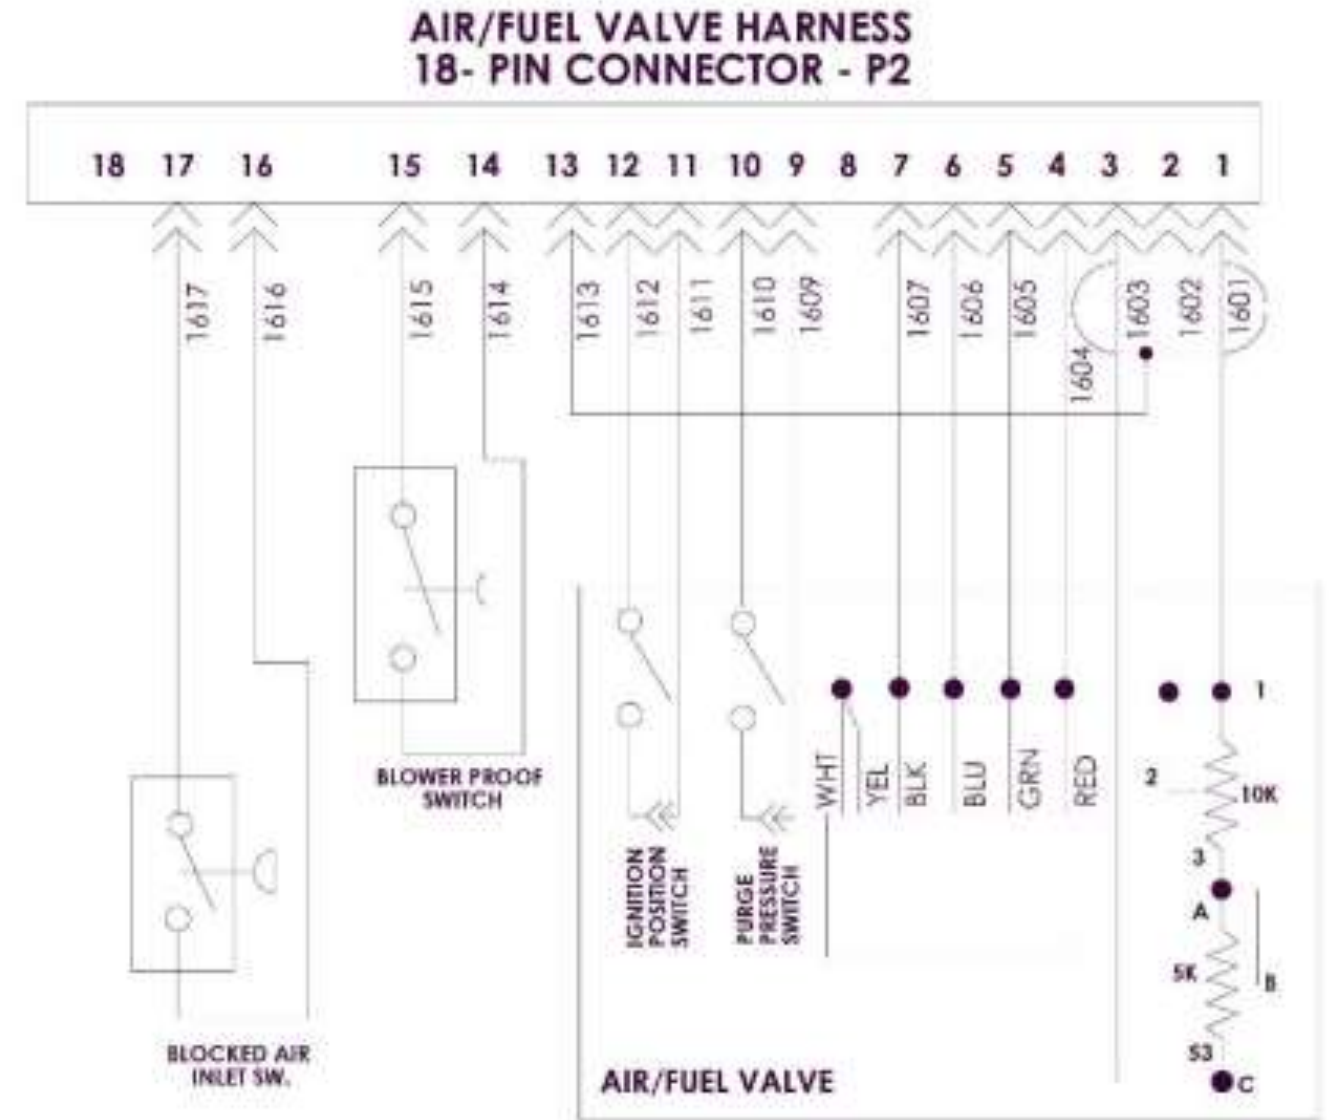 AIR/FUEL VALVE HARNESS
18- PIN CONNECTOR - P2
18 17 16 15 14 13 12 11 10 9 8 7 6 5 4 3 2 1
1617 1616 1615 1614 1613 1612 1611 1610 1609 1607 1606 1605 1604 1603 1602 1601
1
2
10K
3
A
5K
B
S3
C
WHT YEL BLK BLU GRN RED
BLOWER PROOF
SWITCH
IGNITION
POSITION
SWITCH
PURGE
PRESSURE
SWITCH
BLOCKED AIR
INLET SW.
AIR/FUEL VALVE